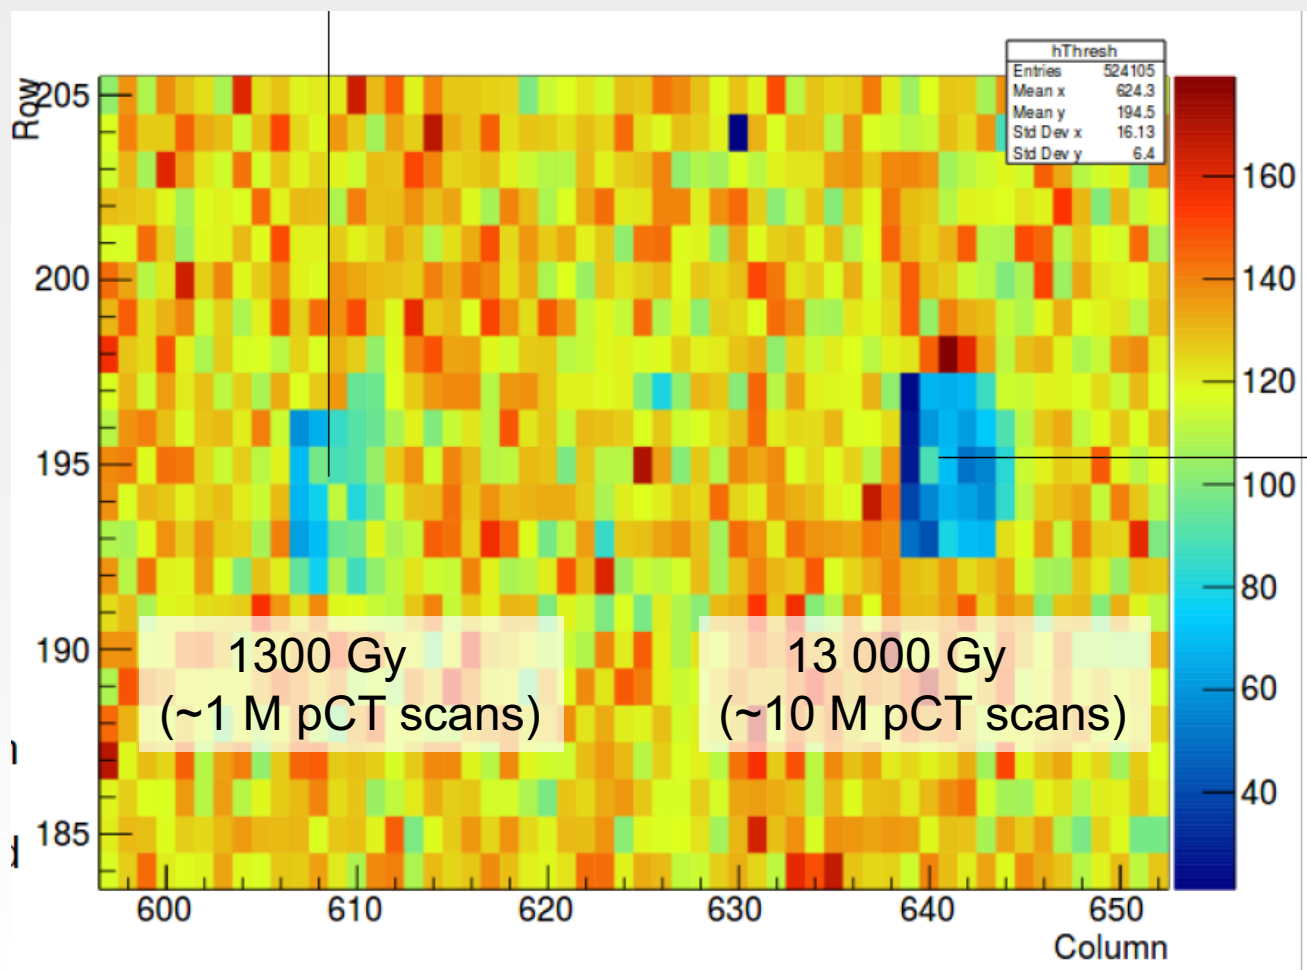 hThresh
Entries 524105
Mean x 624.3
Mean y 194.5
Std Dev x 16.13
Std Dev y 6.4
Row
205
200
195
190
185
160
140
120
100
80
60
40
1300 Gy
(~1 M pCT scans)
13 000 Gy
(~10 M pCT scans)
600 610 620 630 640 650
Column